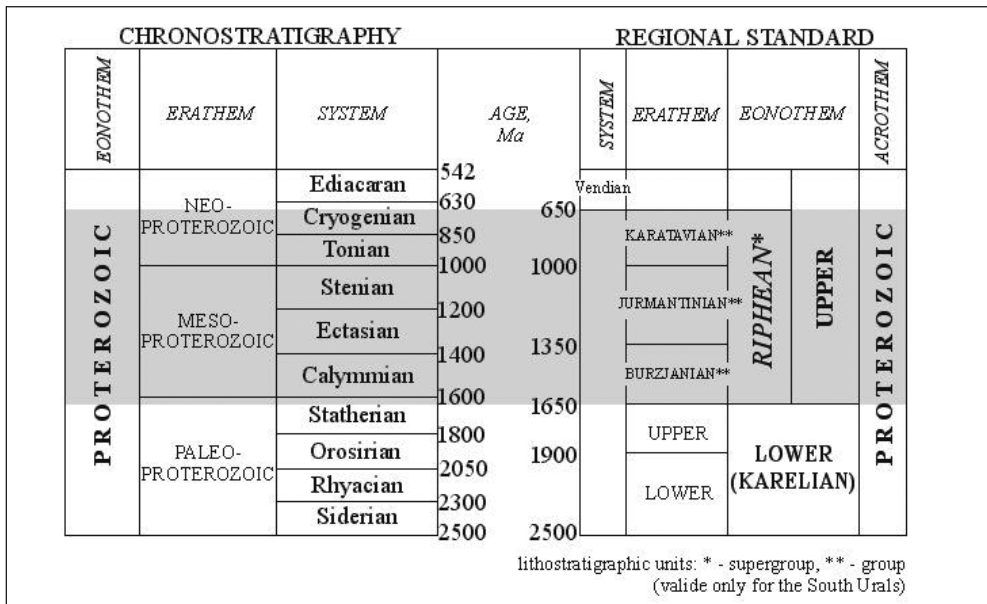 CHRONOSTRATIGRAPHY
REGIONAL STANDARD
EONOTHEM
ERATHEM
SYSTEM
AGE,
Ma
SYSTEM
ERATHEM
EONOTHEM
ACROTHEM
PROTEROZOIC
NEO-
PROTEROZOIC
MESO-
PROTEROZOIC
PALEO-
PROTEROZOIC
Ediacaran
Cryogenian
Tonian
Stenian
Ectasian
Calymmian
Statherian
Orosirian
Rhyacian
Siderian
542
630
850
1000
1200
1400
1600
1800
2050
2300
2500
650
1000
1350
1650
1900
2500
Vendian
KARATAVIAN**
JURMANTINIAN**
BURZJANIAN**
UPPER
LOWER
RIPHEAN*
UPPER
LOWER
(KARELIAN)
PROTEROZOIC
lithostratigraphic units: * - supergroup, ** - group
(valide only for the South Urals)